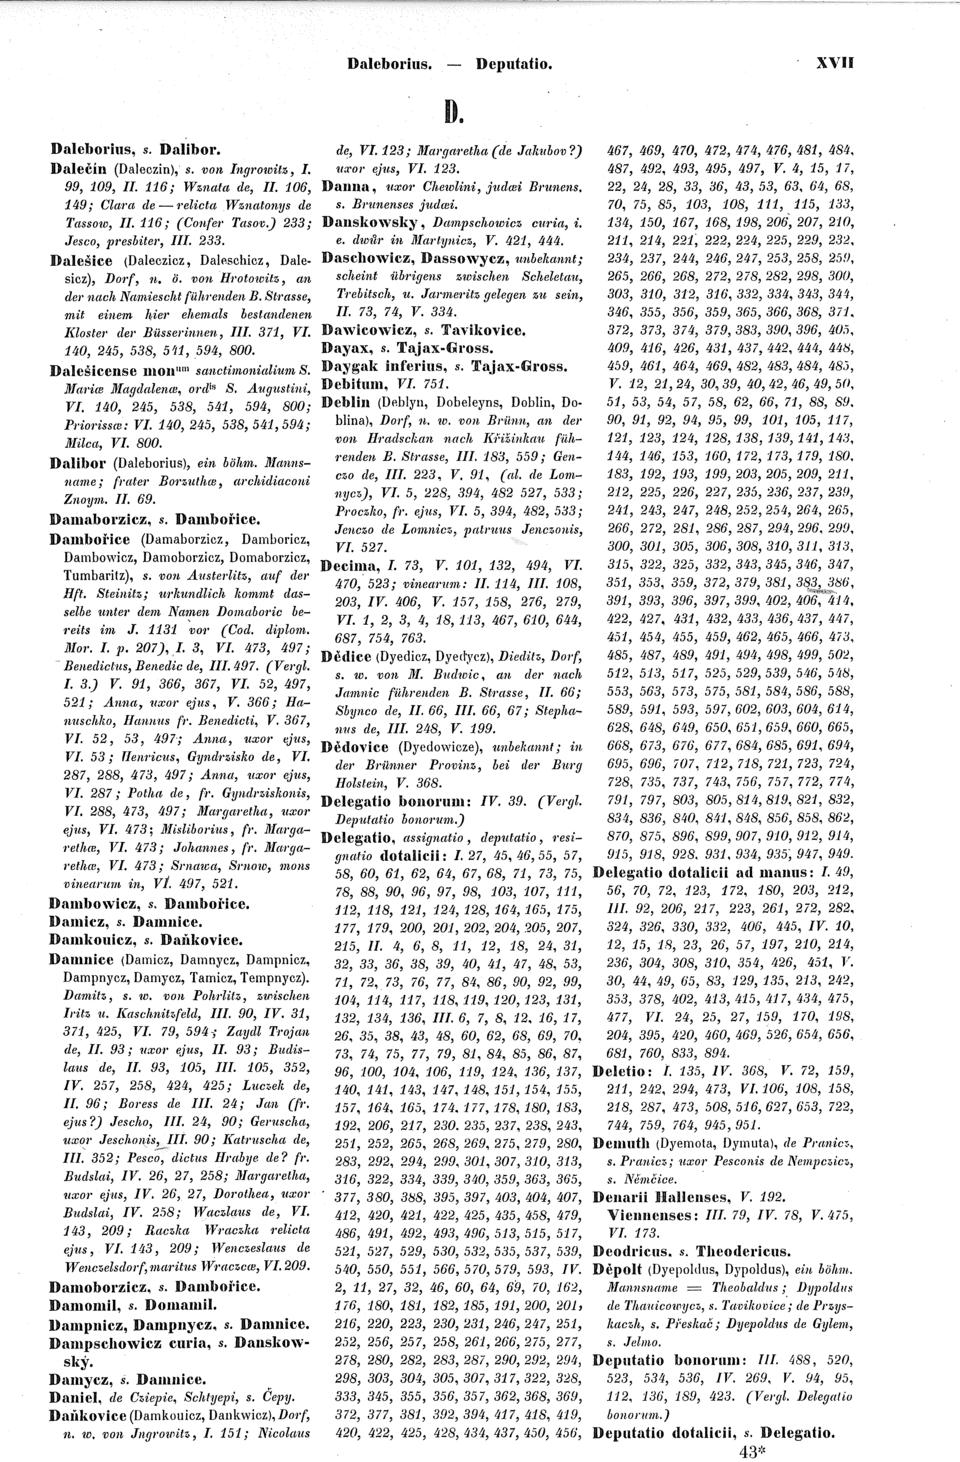 Daleborius. — Deputatio.
XVII
D.
Daleborius, s. Dalibor.
Dalečín (Daleczin), s. von Ingrowitz, I.
99, 109, II. 116; Wznata de, II. 106,
149; Clara de — relicta Wznatonys de
Tassow, II. 116; (Confer Tasov.) 233;
Jesco, presbiter, III. 233.
Dalešice (Daleczicz, Daleschicz, Dale-
sicz), Dorf, n. ö. von Hrotowitz, an
der nach Namiescht führenden B. Strasse,
mit einem hier ehemals bestandenen
Kloster der Büsserinnen, III. 371, VI.
140, 245, 538, 541, 594, 800.
Dalešicense monum sanctimonialium S.
Mariæ Magdalenæ, ordis S. Augustini,
VI. 140, 245, 538, 541, 594, 800;
Priorissæ: VI. 140, 245, 538, 541, 594;
Milca, VI. 800.
Dalibor (Daleborius), ein böhm. Manns-
name; frater Borzuthæ, archidiaconi
Znoym. II. 69.
Damaborzicz, s. Dambořice.
Dambořice (Damaborzicz, Damboricz,
Dambowicz, Damoborzicz, Domaborzicz,
Tumbaritz), s. von Austerlitz, auf der
Hft. Steinitz; urkundlich kommt das-
selbe unter dem Namen Domaboric be-
reits im J. 1131 vor (Cod. diplom.
Mor. I. p. 207), I. 3, VI. 473, 497;
Benedictus, Benedic de, III. 497. (Vergl.
I. 3.) V. 91, 366, 367, VI. 52, 497,
521; Anna, uxor ejus, V. 366; Ha-
nuschko, Hannus fr. Benedicti, V. 367,
VI. 52, 53, 497; Anna, uxor ejus,
VI. 53; Henricus, Gyndrzisko de, VI.
287, 288, 473, 497; Anna, uxor ejus,
VI. 287; Potha de, fr. Gyndrziskonis,
VI. 288, 473, 497; Margaretha, uxor
ejus, VI. 473; Misliborius, fr. Marga-
rethæ, VI. 473; Johannes, fr. Marga-
rethæ, VI. 473; Srnawa, Srnow, mons
vinearum in, VI. 497, 521.
Dambowicz, s. Dambořice.
Damicz, s. Damnice.
Damkouicz, s. Daňkovice.
Damnice (Damicz, Damnycz, Dampnicz,
Dampnycz, Damycz, Tamicz, Tempnycz).
Damitz, s. w. von Pohrlitz, zwischen
Iritz u. Kaschnitzfeld, III. 90, IV. 31,
371, 425, VI. 79, 594; Zaydl Trojan
de, II. 93; uxor ejus, II. 93; Budis-
laus de, II. 93, 105, III. 105, 352,
IV. 257, 258, 424, 425; Luczek de,
II. 96; Boress de III. 24; Jan (fr.
ejus?) Jescho, III. 24, 90; Geruscha,
uxor Jeschonis, III. 90; Katruscha de,
III. 352; Pesco, dictus Hrabye de? fr.
Budslai, IV. 26, 27, 258; Margaretha,
uxor ejus, IV. 26, 27, Dorothea, uxor
Budslai, IV. 258; Waczlaus de, VI.
143, 209; Raczka Wraczka relicta
ejus, VI. 143, 209; Wenczeslaus de
Wenczelsdorf, maritus Wraczcæ, VI. 209.
Damoborzicz, s. Dambořice.
Damomil, s. Domamil.
Dampnicz, Dampnycz, s. Damnice.
Dampschowicz curia, s. Danskow-
ský.
Damycz, s. Damnice.
Daniel, de Cziepie, Schtyepi, s. Čepy.
Daňkovice (Damkouicz, Dankwicz), Dorf,
n. w. von Jngrowitz, I. 151; Nicolaus
de, VI. 123; Margaretha (de Jakubov?)
uxor ejus, VI. 123.
Danna, uxor Chewlini, judæi Brunens.
s. Brunenses judæi.
Danskowsky, Dampschowicz curia, i.
e. dwůr in Martynicz, V. 421, 444.
Daschowicz, Dassowycz, unbekannt;
scheint übrigens zwischen Scheletau,
Trebitsch, u. Jarmeritz gelegen zu sein,
II. 73, 74, V. 334.
Dawicowicz, s. Tavikovice.
Dayax, s. Tajax-Gross.
Daygak inferius, s. Tajax-Gross.
Debitum, VI. 751.
Deblin (Deblyn, Dobeleyns, Doblin, Do-
blina), Dorf, n. w. von Brünn, an der
von Hradsckan nach Křižinkau füh-
renden B. Strasse, III. 183, 559; Gen-
czo de, III. 223, V. 91, (al. de Lom-
nycz), VI. 5, 228, 394, 482 527, 533;
Proczko, fr. ejus, VI. 5, 394, 482, 533;
Jenczo de Lomnicz, patruus Jenczonis,
VI. 527.
Decima, I. 73, V. 101, 132, 494, VI.
470, 523; vinearum: II. 114, III. 108,
203, IV. 406, V. 157, 158, 276, 279,
VI. 1, 2, 3, 4, 18, 113, 467, 610, 644,
687, 754, 763.
Dědice (Dyedicz, Dyedycz), Dieditz, Dorf,
s. w. von M. Budwic, an der nach
Jamnic führenden B. Strasse, II. 66;
Sbynco de, II. 66, III. 66, 67; Stepha-
nus de, III. 248, V. 199.
Dědovice (Dyedowicze), unbekannt; in
der Brünner Provinz, bei der Burg
Holstein, V. 368.
Delegatio bonorum: IV. 39. (Vergl.
Deputatio bonorum.)
Delegatio, assignatio, deputatio, resi-
gnatio dotalicii: I. 27, 45, 46, 55, 57,
58, 60, 61, 62, 64, 67, 68, 71, 73, 75,
78, 88, 90, 96, 97, 98, 103, 107, 111,
112, 118, 121, 124, 128, 164, 165, 175,
177, 179, 200, 201, 202, 204, 205, 207,
215, II. 4, 6, 8, 11, 12, 18, 24, 31,
32, 33, 36, 38, 39, 40, 41, 47, 48, 53,
71, 72, 73, 76, 77, 84, 86, 90, 92, 99,
104, 114, 117, 118, 119, 120, 123, 131,
132, 134, 136, III. 6, 7, 8, 12, 16, 17,
26, 35, 38, 43, 48, 60, 62, 68, 69, 70,
73, 74, 75, 77, 79, 81, 84, 85, 86, 87,
96, 100, 104, 106, 119, 124, 136, 137,
140, 141, 143, 147, 148, 151, 154, 155,
157, 164, 165, 174, 177, 178, 180, 183,
192, 206, 217, 230, 235, 237, 238, 243,
251, 252, 265, 268, 269, 275, 279, 280,
283, 292, 294, 299, 301, 307, 310, 313,
316, 322, 334, 339, 340, 359, 363, 365,
377, 380, 388, 395, 397, 403, 404, 407,
412, 420, 421, 422, 425, 435, 458, 479,
486, 491, 492, 493, 496, 513, 515, 517,
521, 527, 529, 530, 532, 535, 537, 539,
540, 550, 551, 566, 570, 579, 593, IV.
2, 11, 27, 32, 46, 60, 64, 69, 70, 162,
176, 180, 181, 182, 185, 191, 200, 201,
216, 220, 223, 230, 231, 246, 247, 251,
252, 256, 257, 258, 261, 266, 275, 277,
278, 280, 282, 283, 287, 290, 292, 294,
298, 303, 304, 305, 307, 317, 322, 328,
333, 345, 355, 356, 357, 362, 368, 369,
372, 377, 381, 392, 394, 417, 418, 419,
420, 422, 425, 428, 434, 437, 450, 456,
467, 469, 470, 472, 474, 476, 481, 484,
487, 492, 493, 495, 497, V. 4, 15, 17,
22, 24, 28, 33, 36, 43, 53, 63, 64, 68,
70, 75, 85, 103, 108, 111, 115, 133,
134, 150, 167, 168, 198, 206, 207, 210,
211, 214, 221, 222, 224, 225, 229, 232,
234, 237, 244, 246, 247, 253, 258, 259,
265, 266, 268, 272, 278, 282, 298, 300,
303, 310, 312, 316, 332, 334, 343, 344,
346, 355, 356, 359, 365, 366, 368, 371,
372, 373, 374, 379, 383, 390, 396, 405,
409, 416, 426, 431, 437, 442, 444, 448,
459, 461, 464, 469, 482, 483, 484, 485,
V. 12, 21, 24, 30, 39, 40, 42, 46, 49, 50,
51, 53, 54, 57, 58, 62, 66, 71, 88, 89,
90, 91, 92, 94, 95, 99, 101, 105, 117,
121, 123, 124, 128, 138, 139, 141, 143,
144, 146, 153, 160, 172, 173, 179, 180,
183, 192, 193, 199, 203, 205, 209, 211,
212, 225, 226, 227, 235, 236, 237, 239,
241, 243, 247, 248, 252, 254, 264, 265,
266, 272, 281, 286, 287, 294, 296, 299,
300, 301, 305, 306, 308, 310, 311, 313,
315, 322, 325, 332, 343, 345, 346, 347,
351, 353, 359, 372, 379, 381, 383, 386,
391, 393, 396, 397, 399, 402, 406, 414,
422, 427, 431, 432, 433, 436, 437, 447,
451, 454, 455, 459, 462, 465, 466, 473,
485, 487, 489, 491, 494, 498, 499, 502,
512, 513, 517, 525, 529, 539, 546, 548,
553, 563, 573, 575, 581, 584, 586, 588,
589, 591, 593, 597, 602, 603, 604, 614,
628, 648, 649, 650, 651, 659, 660, 665,
668, 673, 676, 677, 684, 685, 691, 694,
695, 696, 707, 712, 718, 721, 723, 724,
728, 735, 737, 743, 756, 757, 772, 774,
791, 797, 803, 805, 814, 819, 821, 832,
834, 836, 840, 841, 848, 856, 858, 862,
870, 875, 896, 899, 907, 910, 912, 914,
915, 918, 928, 931, 934, 935, 947, 949.
Delegatio dotalicii ad manus: I. 49,
56, 70, 72, 123, 172, 180, 203, 212,
III. 92, 206, 217, 223, 261, 272, 282,
324, 326, 330, 332, 406, 445, IV. 10,
12, 15, 18, 23, 26, 57, 197, 210, 214,
236, 304, 308, 310, 354, 426, 451, V.
30, 44, 49, 65, 83, 129, 135, 213, 242,
353, 378, 402, 413, 415, 417, 434, 475,
477, VI. 24, 25, 27, 159, 170, 198,
204, 395, 420, 460, 469, 526, 654, 656,
681, 760, 833, 894.
Deletio: I. 135, IV. 368, V. 72, 159,
211, 242, 294, 473, VI. 106, 108, 158,
218, 287, 473, 508, 516, 627, 653, 722,
744, 759, 764, 945, 951.
Demuth (Dyemota, Dymuta), de Pranicz,
s. Pranicz; uxor Pesconis de Nempczicz,
s. Němčice.
Denarii Hallenses, V. 192.
Viennenses: III. 79, IV. 78, V. 475,
VI. 173.
Deodricus, s. Theodericus.
Děpolt (Dyepoldus, Dypoldus), ein böhm.
Mannsname = Theobaldus; Dypoldus
de Thanicowycz, s. Tavikovice; de Przys-
kaczh, s. Přeskač; Dyepoldus de Gylem,
s. Jelmo.
Deputatio bonorum: III. 488, 520,
523, 534, 536, IV. 269, V. 94, 95,
112, 136, 189, 423. (Vergl. Delegatio
bonorum.)
Deputatio dotalicii, s. Delegatio.
43*